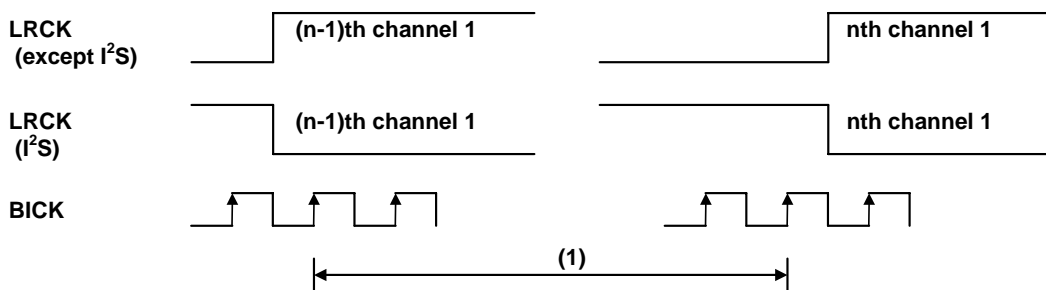 LRCK (n-1)th channel 1 nth channel 1
(except I²S)
LRCK (n-1)th channel 1 nth channel 1
(I²S)
BICK
(1)